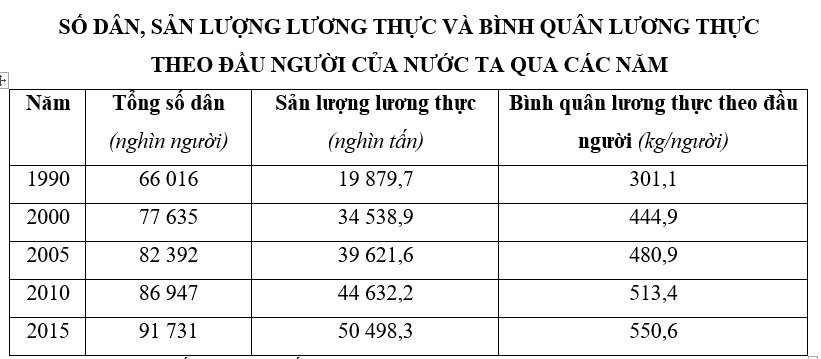 SỐ DÂN, SẢN LƯỢNG LƯƠNG THỰC VÀ BÌNH QUÂN LƯƠNG THỰC
THEO ĐẦU NGƯỜI CỦA NƯỚC TA QUA CÁC NĂM
Năm Tổng số dân Sản lượng lương thực Bình quân lương thực theo đầu
(nghìn người) (nghìn tấn) người (kg/người)
1990 66 016 19 879,7 301,1
2000 77 635 34 538,9 444,9
2005 82 392 39 621,6 480,9
2010 86 947 44 632,2 513,4
2015 91 731 50 498,3 550,6